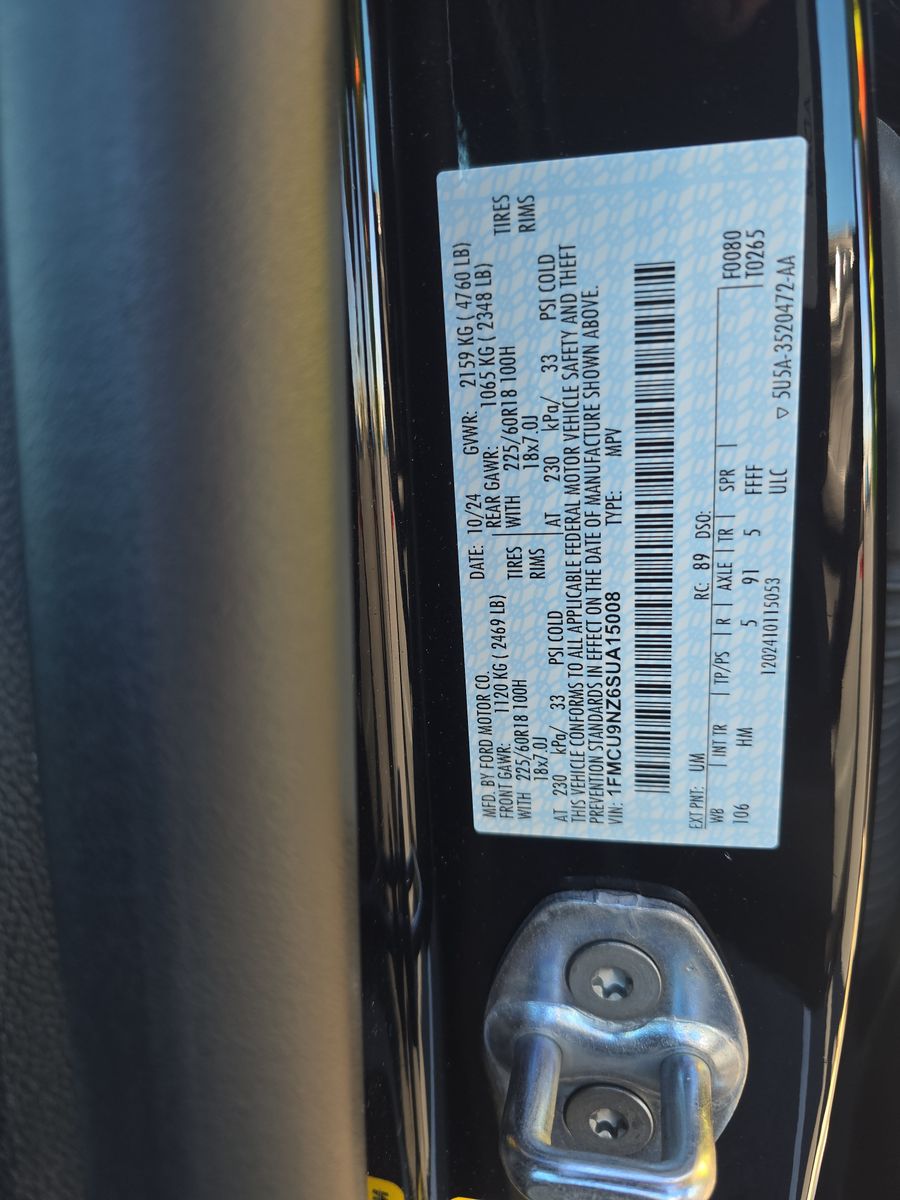 MFD. BY FORD MOTOR CO.
DATE: 10/24 GVWR: 2159 KG ( 4760 LB)
FRONT GAWR: 1120 KG ( 2469 LB)
REAR GAWR: 1065 KG ( 2348 LB)
WITH 225/60R18 100H TIRES
WITH 225/60R18 100H TIRES
18x7.0J RIMS
18x7.0J RIMS
AT 230 kPa/ 33 PSI COLD
AT 230 kPa/ 33 PSI COLD
THIS VEHICLE CONFORMS TO ALL APPLICABLE FEDERAL MOTOR VEHICLE SAFETY AND THEFT
PREVENTION STANDARDS IN EFFECT ON THE DATE OF MANUFACTURE SHOWN ABOVE.
VIN: 1FMCU9NZ6SUA15008 TYPE: MPV
EXT PNT: UM RC: 89 DSO:
F0080
WB | INT TR | TP/PS | R | AXLE | TR | SPR |
T0265
106 HM 5 91 5 FFFF
1202410115053 ULC
▽ 5U5A-3520472-AA